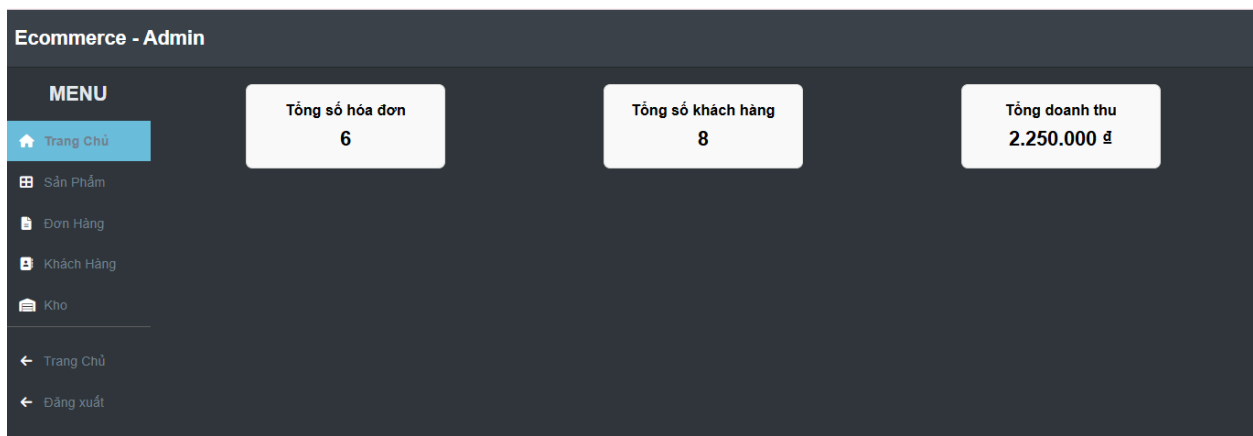 Ecommerce - Admin
MENU
Trang Chủ
Sản Phẩm
Đơn Hàng
Khách Hàng
Kho
Trang Chủ
Đăng xuất
Tổng số hóa đơn
6
Tổng số khách hàng
8
Tổng doanh thu
2.250.000 ₫